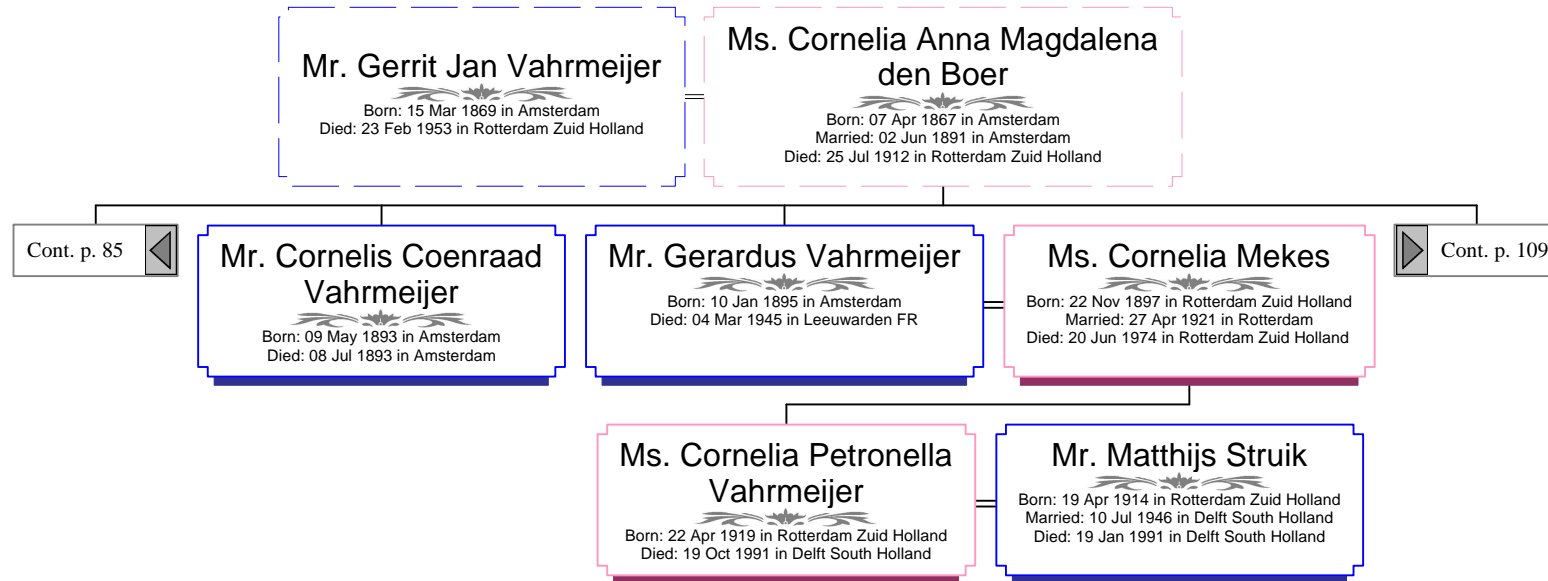 Mr. Gerrit Jan Vahrmeijer
Born: 15 Mar 1869 in Amsterdam
Died: 23 Feb 1953 in Rotterdam Zuid Holland
Ms. Cornelia Anna Magdalena
den Boer
Born: 07 Apr 1867 in Amsterdam
Married: 02 Jun 1891 in Amsterdam
Died: 25 Jul 1912 in Rotterdam Zuid Holland
Cont. p. 85
Mr. Cornelis Coenraad
Vahrmeijer
Born: 09 May 1893 in Amsterdam
Died: 08 Jul 1893 in Amsterdam
Mr. Gerardus Vahrmeijer
Born: 10 Jan 1895 in Amsterdam
Died: 04 Mar 1945 in Leeuwarden FR
Ms. Cornelia Mekes
Born: 22 Nov 1897 in Rotterdam Zuid Holland
Married: 27 Apr 1921 in Rotterdam
Died: 20 Jun 1974 in Rotterdam Zuid Holland
Cont. p. 109
Ms. Cornelia Petronella
Vahrmeijer
Born: 22 Apr 1919 in Rotterdam Zuid Holland
Died: 19 Oct 1991 in Delft South Holland
Mr. Matthijs Struik
Born: 19 Apr 1914 in Rotterdam Zuid Holland
Married: 10 Jul 1946 in Delft South Holland
Died: 19 Jan 1991 in Delft South Holland